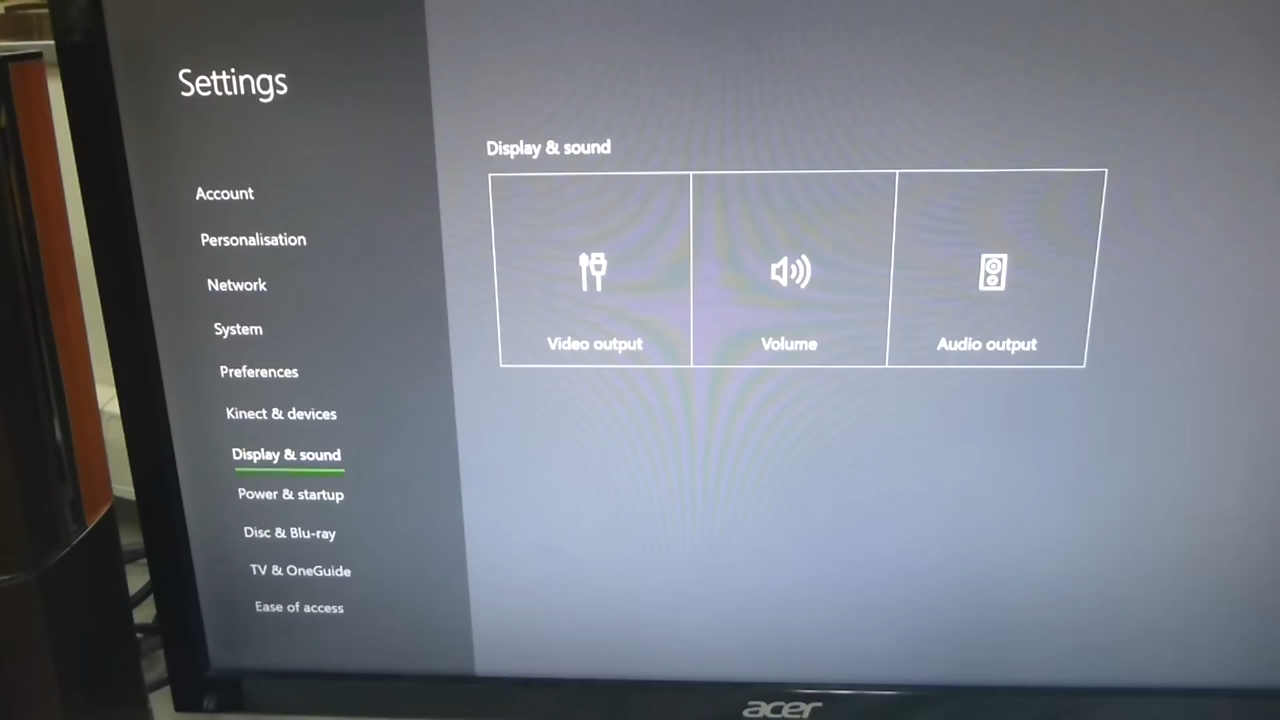 Settings
Account
Personalisation
Network
System
Preferences
Kinect & devices
Display & sound
Power & startup
Disc & Blu-ray
TV & OneGuide
Ease of access
Display & sound
Video output
Volume
Audio output
acer